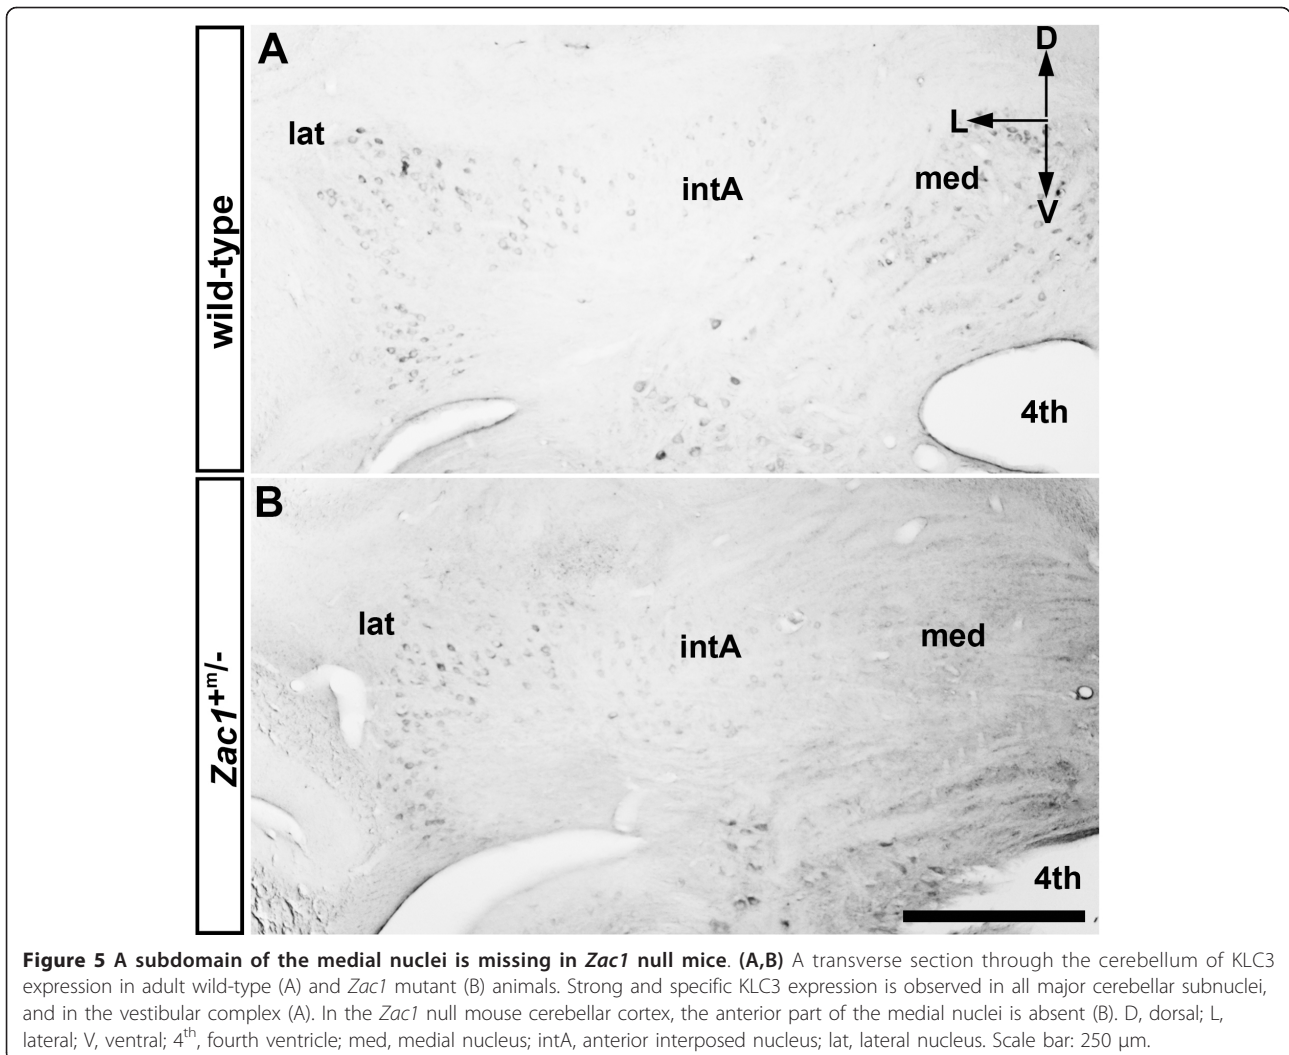 A
D
lat
L
intA
med
V
wild-type
4th
B
lat
intA
med
Zac1+m/-
4th
Figure 5 A subdomain of the medial nuclei is missing in Zac1 null mice. (A,B) A transverse section through the cerebellum of KLC3
expression in adult wild-type (A) and Zac1 mutant (B) animals. Strong and specific KLC3 expression is observed in all major cerebellar subnuclei,
and in the vestibular complex (A). In the Zac1 null mouse cerebellar cortex, the anterior part of the medial nuclei is absent (B). D, dorsal; L,
lateral; V, ventral; 4th, fourth ventricle; med, medial nucleus; intA, anterior interposed nucleus; lat, lateral nucleus. Scale bar: 250 μm.